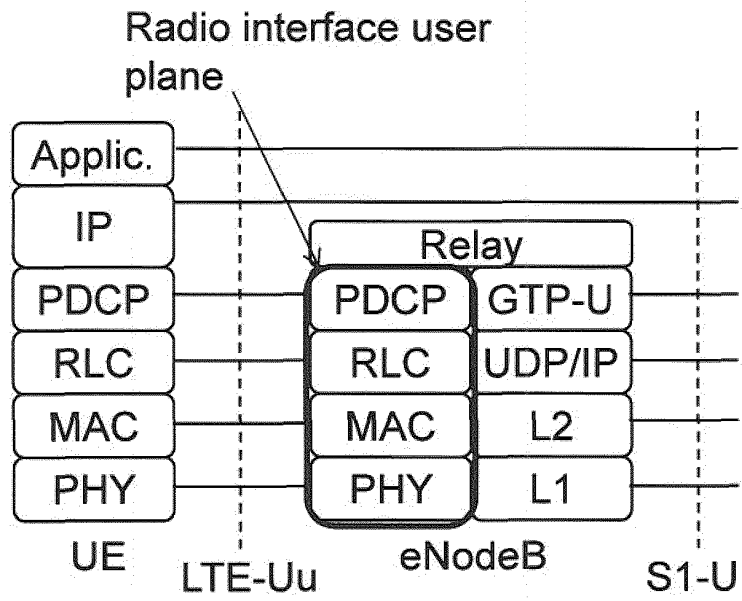 Radio interface user
plane
Applic.
IP
Relay
PDCP
PDCP
GTP-U
RLC
RLC
UDP/IP
MAC
MAC
L2
PHY
PHY
L1
UE
eNodeB
LTE-Uu
S1-U